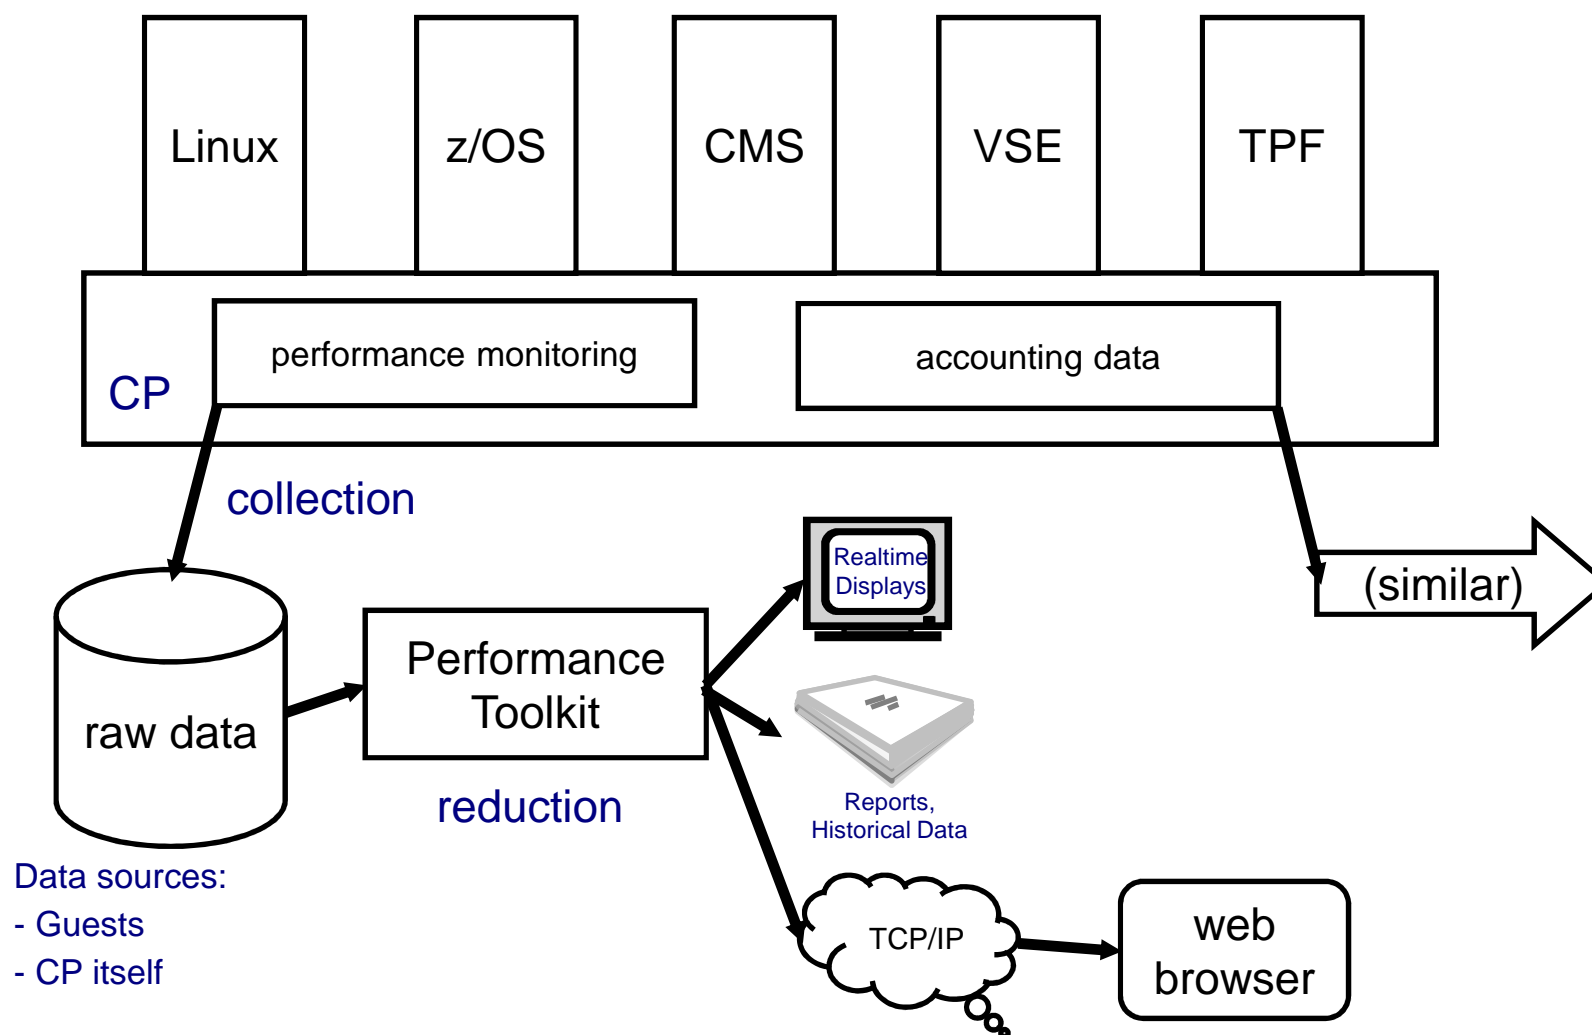 Linux
z/OS
CMS
VSE
TPF
performance monitoring
accounting data
CP
collection
Realtime
Displays
(similar)
Performance
Toolkit
raw data
reduction
Reports,
Historical Data
Data sources:
- Guests
- CP itself
TCP/IP
web
browser